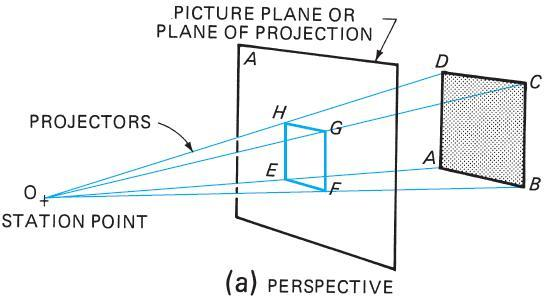 PICTURE PLANE OR
PLANE OF PROJECTION
A
D
C
H
G
PROJECTORS
A
E
B
F
O
STATION POINT
(a) PERSPECTIVE